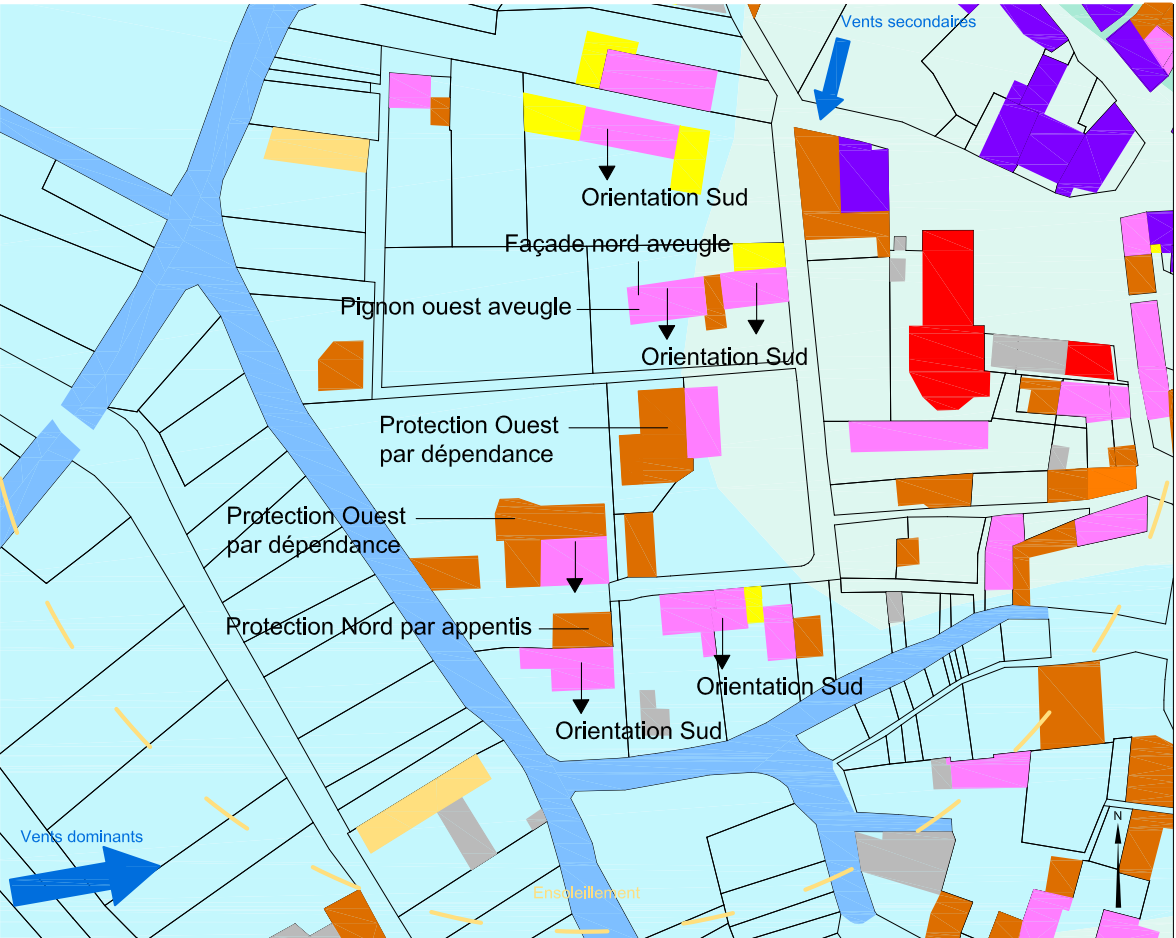 Vents secondaires
Orientation Sud
Façade nord aveugle
Pignon ouest aveugle
Orientation Sud
Protection Ouest
par dépendance
Protection Ouest
par dépendance
Protection Nord par appentis
Orientation Sud
Orientation Sud
N
Vents dominants
Ensoleillement